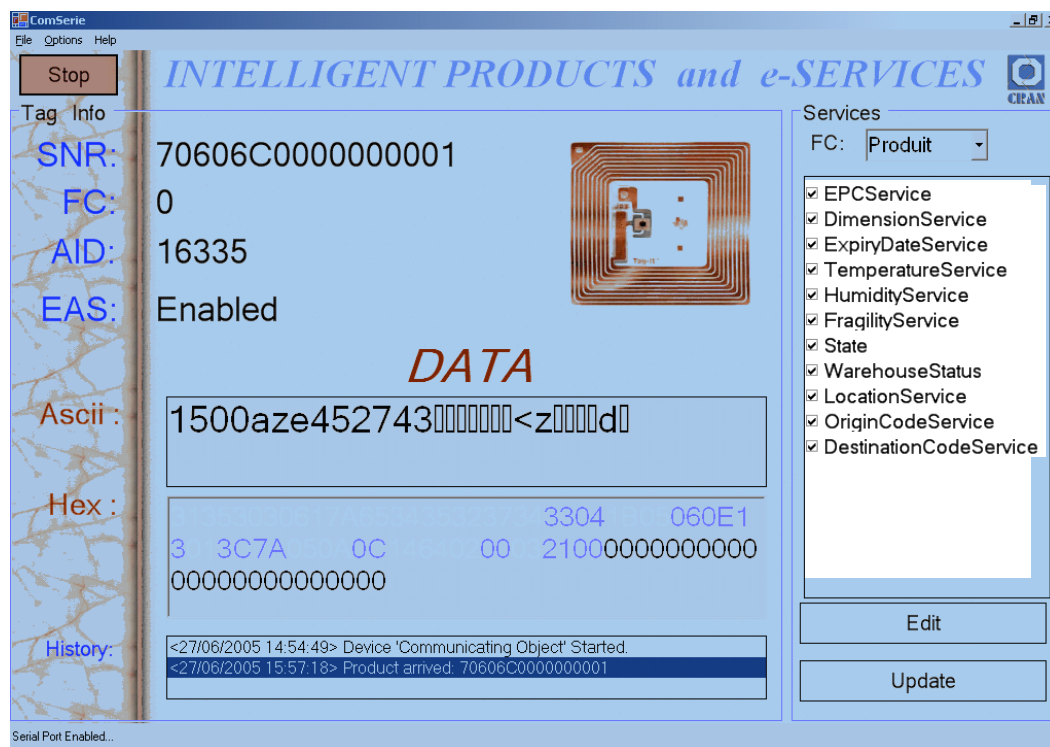 ComSerie
File Options Help
Stop
INTELLIGENT PRODUCTS and e-SERVICES
CRAN
Tag Info
SNR: 70606C0000000001
FC: 0
AID: 16335
EAS: Enabled
DATA
Ascii : 1500aze452743▯▯▯▯▯▯▯<z▯▯▯▯d▯
Hex :
3304 060E1
3 3C7A 0C 00 21000000000000
00000000000000
History:
<27/06/2005 14:54:49> Device 'Communicating Object' Started.
<27/06/2005 15:57:18> Product arrived: 70606C0000000001
Services
FC: Produit
EPCService
DimensionService
ExpiryDateService
TemperatureService
HumidityService
FragilityService
State
WarehouseStatus
LocationService
OriginCodeService
DestinationCodeService
Edit
Update
Serial Port Enabled...